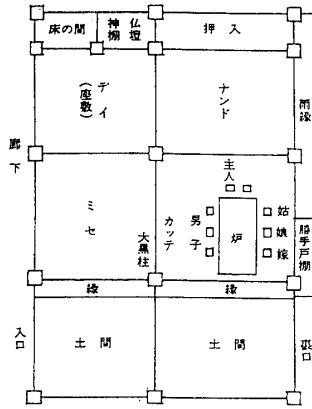 床の間
神棚
仏壇
押入
デイ
(座敷)
ナンド
雨縁
廊下
主人
ミセ
大黒柱
カッテ
男子
炉
姑
娘
嫁
勝手戸棚
縁
縁
入口
土間
土間
裏口